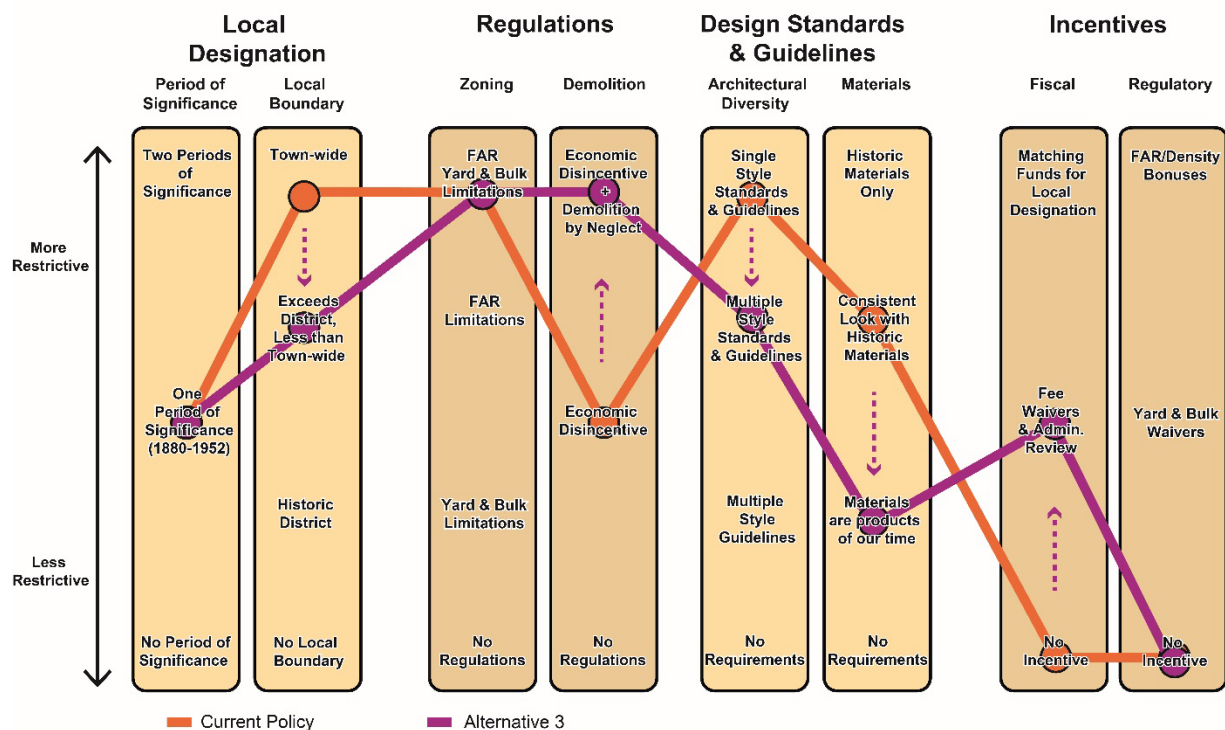 Local
Designation
Regulations
Design Standards
& Guidelines
Incentives
Period of
Significance
Local
Boundary
Zoning
Demolition
Architectural
Diversity
Materials
Fiscal
Regulatory
More
Restrictive
Less
Restrictive
Two Periods
of
Significance
One
Period of
Significance
(1880-1952)
No Period of
Significance
Town-wide
Exceeds
District,
Less than
Town-wide
Historic
District
No Local
Boundary
FAR
Yard & Bulk
Limitations
FAR
Limitations
Yard & Bulk
Limitations
No
Regulations
Economic
Disincentive
+
Demolition
by Neglect
Economic
Disincentive
No
Regulations
Single
Style
Standards
& Guidelines
Multiple
Style
Standards
& Guidelines
Multiple
Style
Guidelines
No
Requirements
Historic
Materials
Only
Consistent
Look with
Historic
Materials
Materials
are products
of our time
No
Requirements
Matching
Funds for
Local
Designation
Fee
Waivers
& Admin.
Review
No
Incentive
FAR/Density
Bonuses
Yard & Bulk
Waivers
No
Incentive
Current Policy
Alternative 3